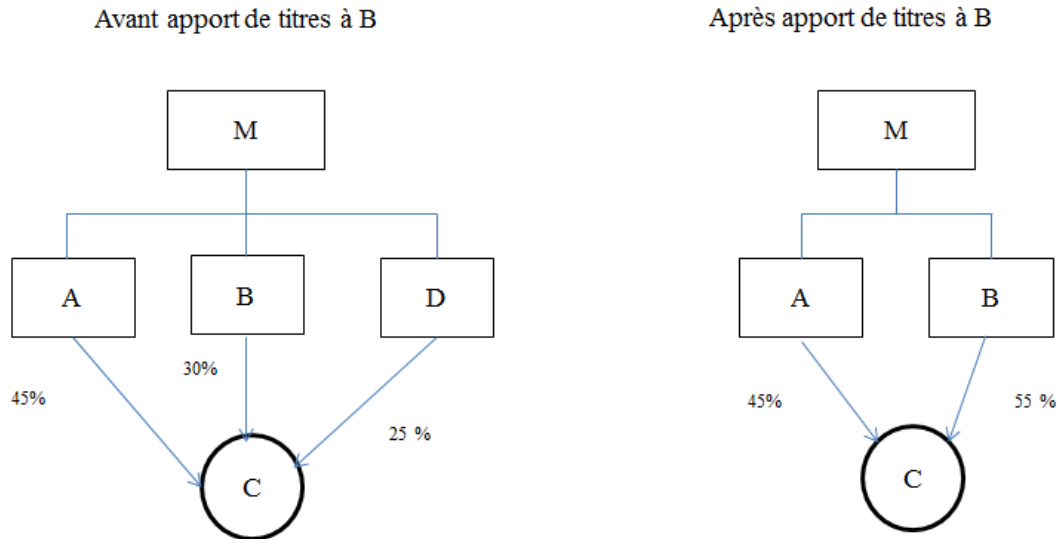 Avant apport de titres à B
Après apport de titres à B
M
M
A
B
D
A
B
30%
45%
25 %
45%
55 %
C
C